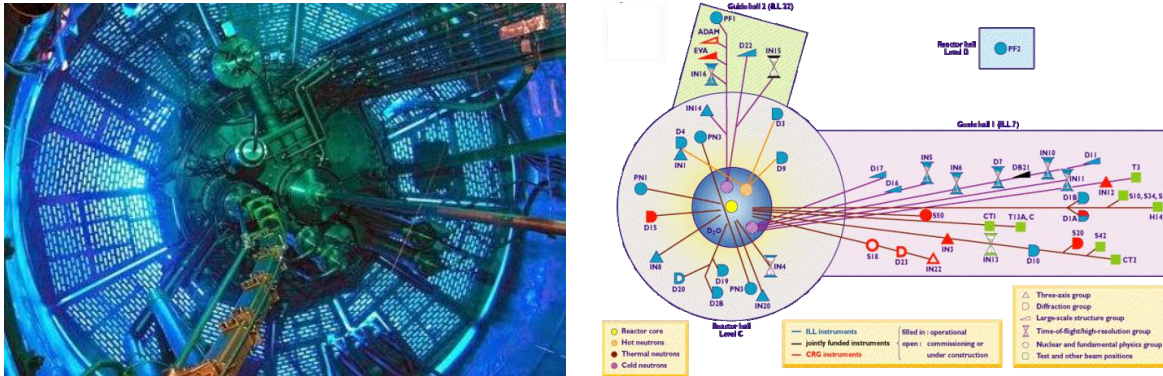 Guide hall 2 (ILL 22)
PF1
ADAM
EVA
D22
IN15
IN16
Reactor hall
Level D
PF2
IN14
PN3
D4
IN1
D3
D9
PN1
D15
IN8
D20
D19
D2B
PN3
IN20
IN4
D2O
Reactor hall
Level C
Guide hall 1 (ILL 7)
D17
D16
IN5
IN6
D7
DB21
IN10
IN11
D11
T3
IN12
D1B
D1A
S10, S34, S
H14
S50
CT1
T13A, C
S18
D23
IN22
IN3
IN13
D10
S20
S42
CT2
Reactor core
Hot neutrons
Thermal neutrons
Cold neutrons
ILL instruments
jointly funded instruments
CRG instruments
filled in : operational
open : commissioning or
under construction
Three-axis group
Diffraction group
Large-scale structure group
Time-of-flight/high-resolution group
Nuclear and fundamental physics group
Test and other beam positions